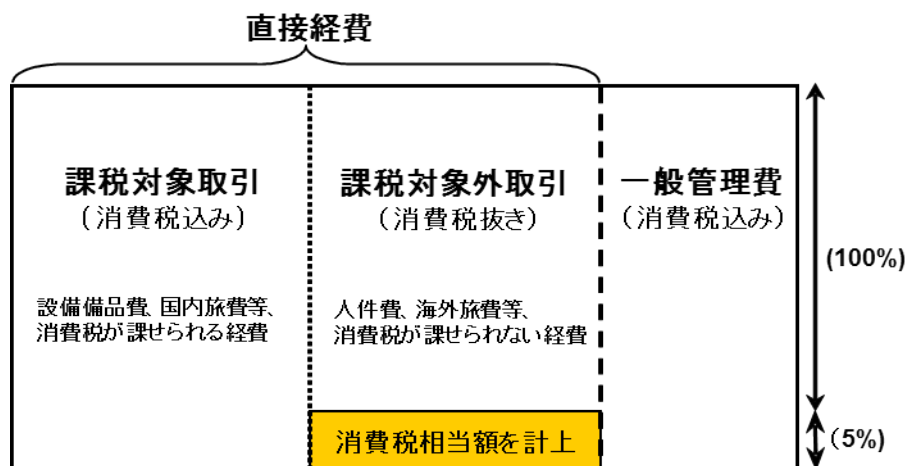 直接経費
課税対象取引
（消費税込み）
設備備品費、国内旅費等、
消費税が課せられる経費
課税対象外取引
（消費税抜き）
人件費、海外旅費等、
消費税が課せられない経費
消費税相当額を計上
一般管理費
（消費税込み）
(100%)
（5%)